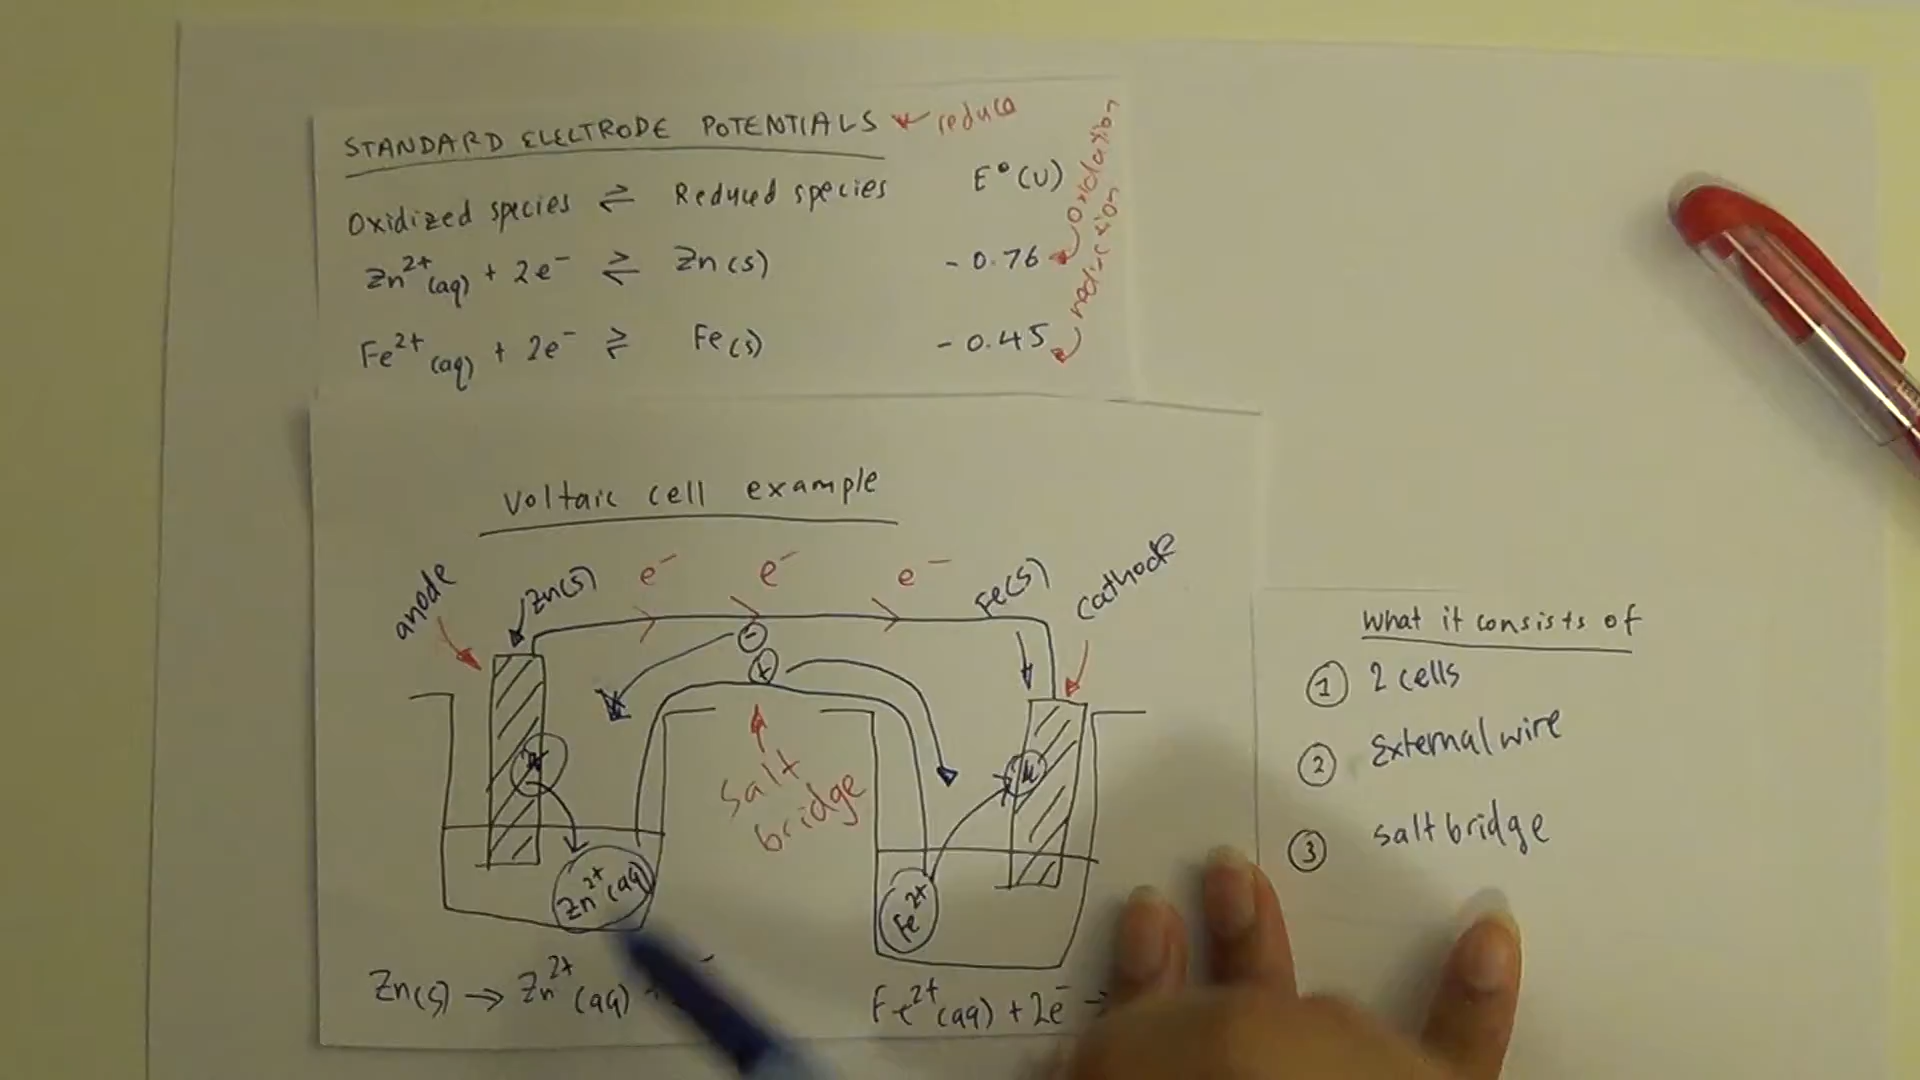 STANDARD ELECTRODE POTENTIALS ← reduce
Oxidized species ⇌ Reduced species E°(V)
oxidation
Zn²⁺(aq) + 2e⁻ ⇌ Zn(s) -0.76
reduction
Fe²⁺(aq) + 2e⁻ ⇌ Fe(s) -0.45
Voltaic cell example
anode
Zn(s)
e⁻ e⁻ e⁻
Fe(s)
cathode
-
+
salt
bridge
Zn²⁺(aq)
Fe²⁺
Zn(s) → Zn²⁺(aq) +
Fe²⁺(aq) + 2e⁻ →
What it consists of
① 2 cells
② External wire
③ salt bridge